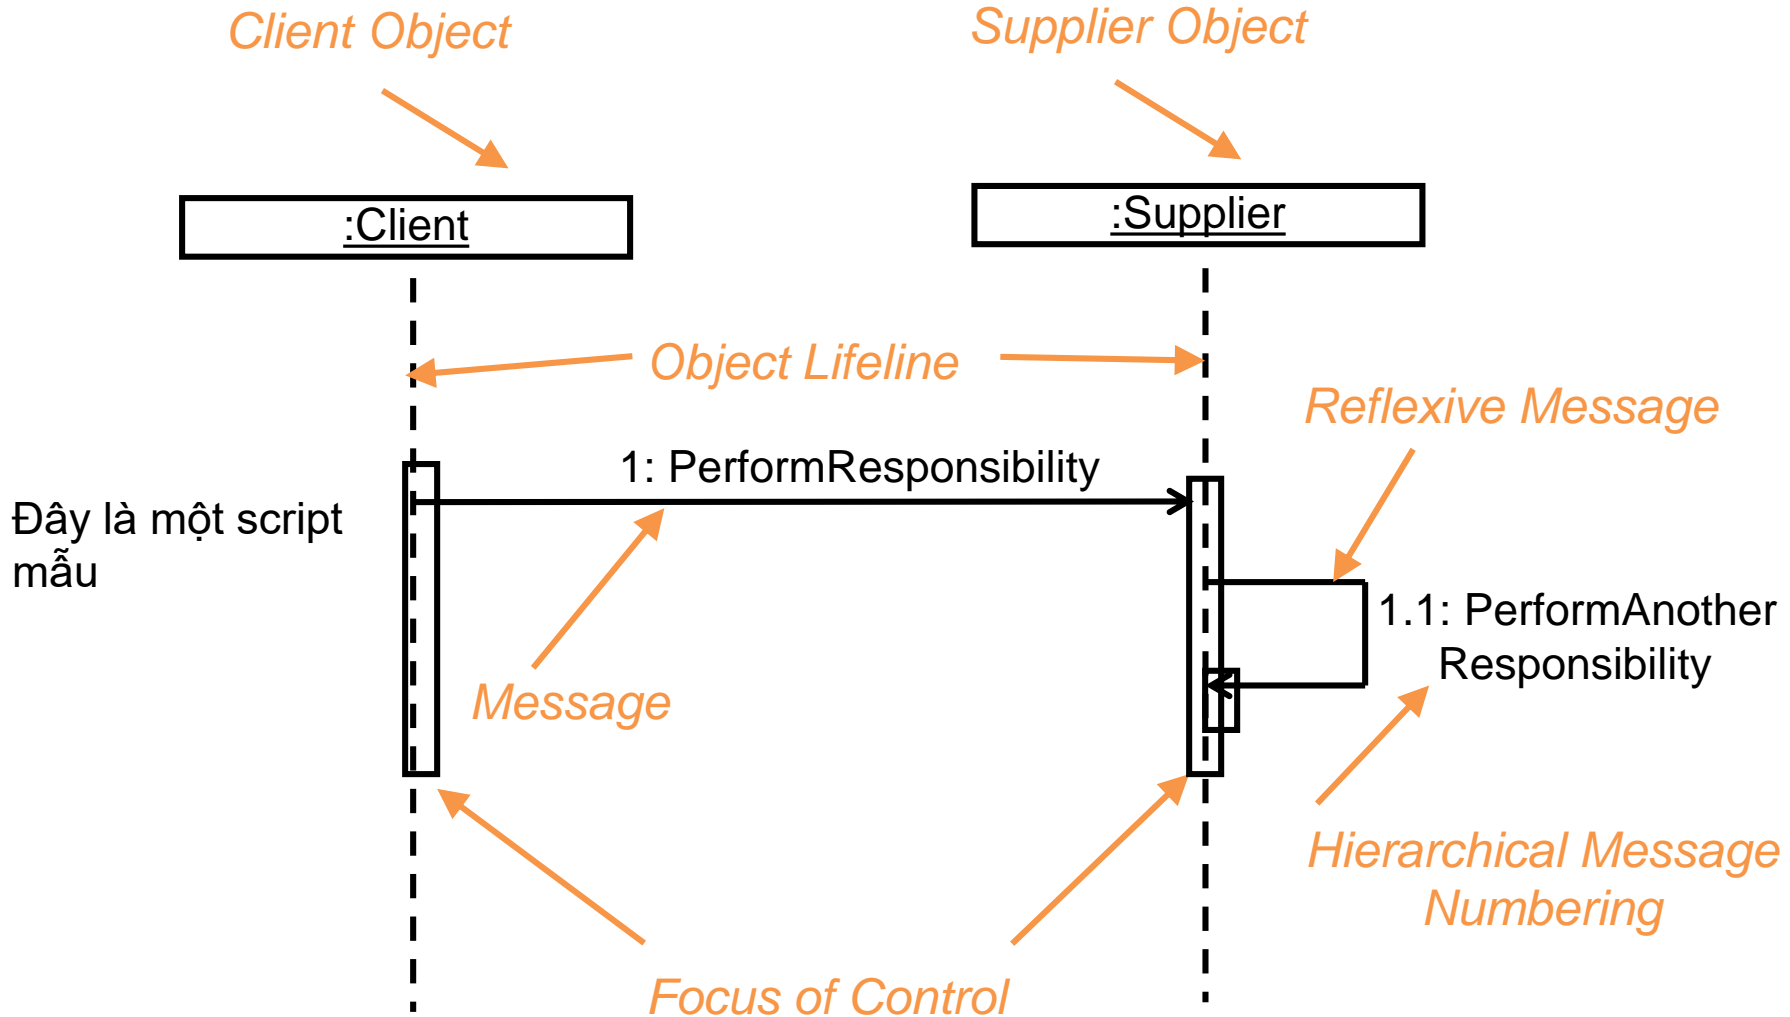 Client Object
Supplier Object
:Client
:Supplier
Object Lifeline
Reflexive Message
1: PerformResponsibility
Đây là một script
mẫu
1.1: PerformAnother
Responsibility
Message
Hierarchical Message
Numbering
Focus of Control